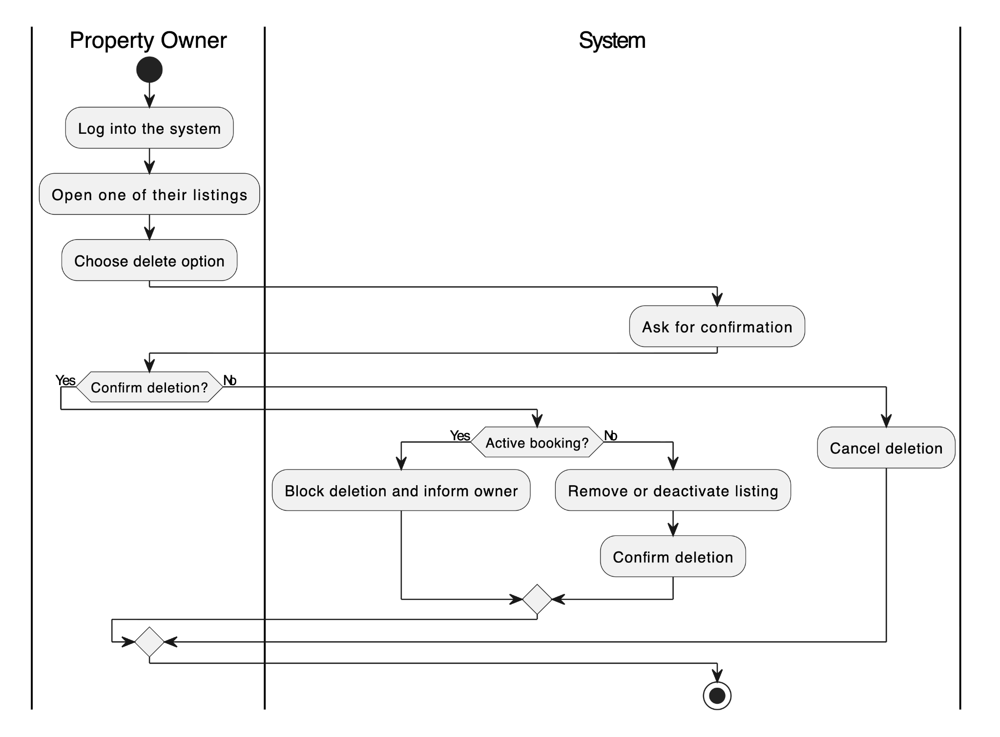 Property Owner
System
Log into the system
Open one of their listings
Choose delete option
Ask for confirmation
Yes
Confirm deletion?
No
Yes
Active booking?
No
Cancel deletion
Block deletion and inform owner
Remove or deactivate listing
Confirm deletion